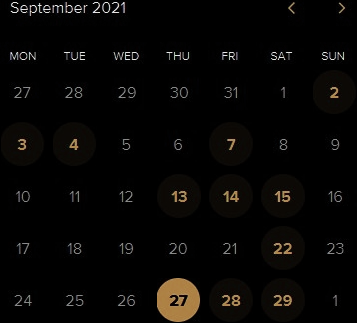 September 2021
MON TUE WED THU FRI SAT SUN
27 28 29 30 31 1 2
3 4 5 6 7 8 9
10 11 12 13 14 15 16
17 18 19 20 21 22 23
24 25 26 27 28 29 1